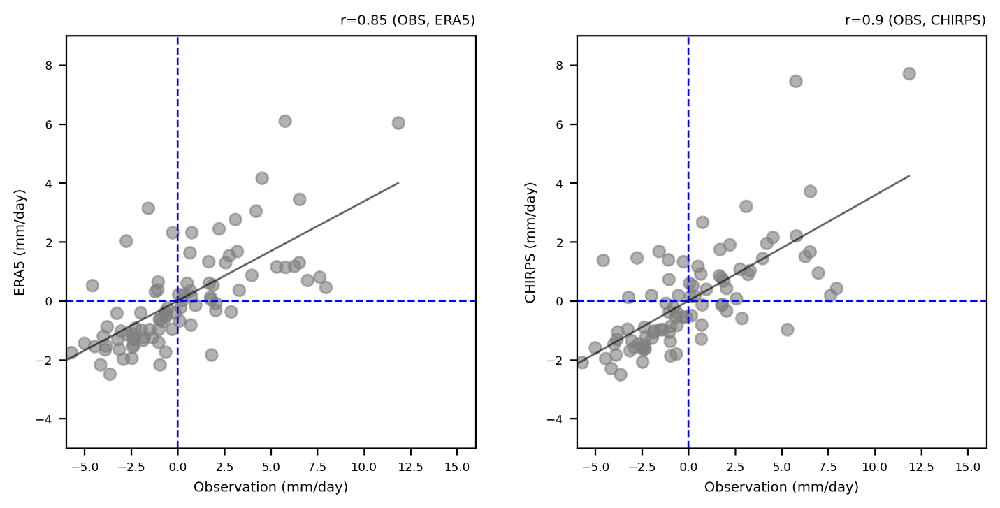 r=0.85 (OBS, ERA5)
8
6
4
2
0
−2
−4
ERA5 (mm/day)
−5.0 −2.5 0.0 2.5 5.0 7.5 10.0 12.5 15.0
Observation (mm/day)
r=0.9 (OBS, CHIRPS)
8
6
4
2
0
−2
−4
CHIRPS (mm/day)
−5.0 −2.5 0.0 2.5 5.0 7.5 10.0 12.5 15.0
Observation (mm/day)